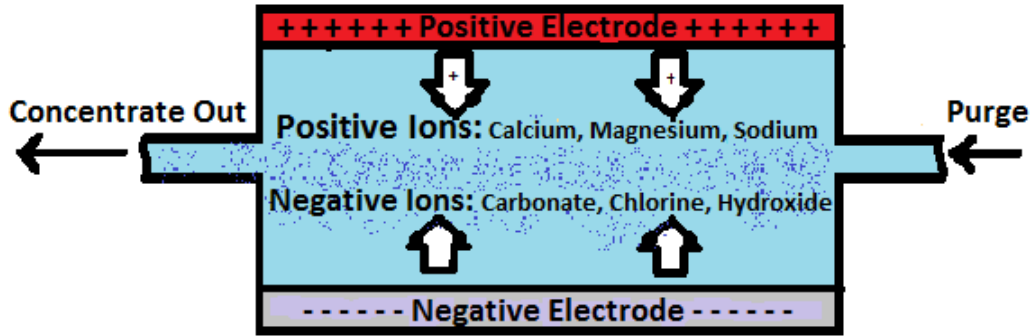 + + + + + + Positive Electrode + + + + + +
+ +
Concentrate Out
Purge
Positive Ions: Calcium, Magnesium, Sodium
Negative Ions: Carbonate, Chlorine, Hydroxide
- - - - - - Negative Electrode - - - - - -